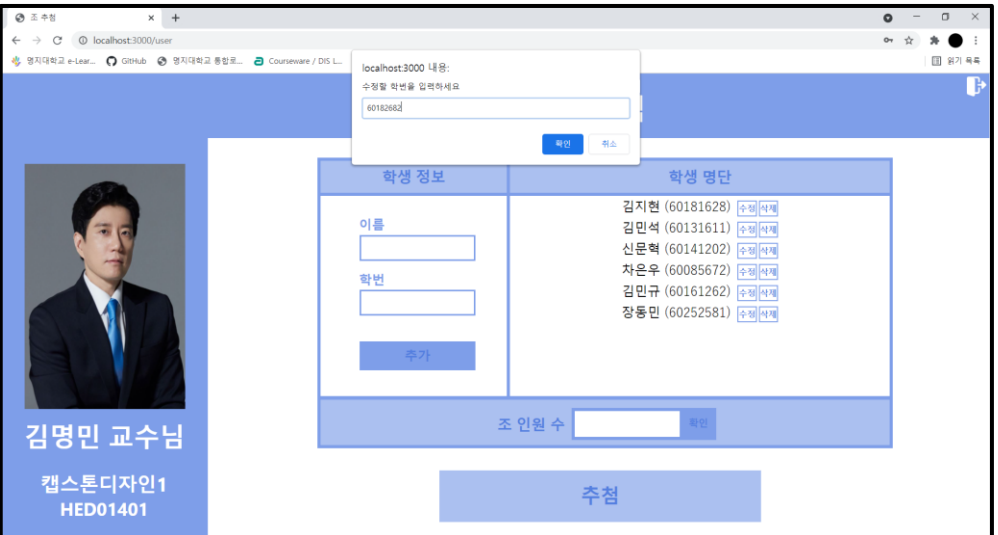 조 추첨
localhost:3000/user
명지대학교 e-Lear...
GitHub
명지대학교 통합로...
Courseware / DIS L...
읽기 목록
localhost:3000 내용:
수정할 학번을 입력하세요
60182682
확인
취소
학생 정보
학생 명단
이름
학번
추가
김지현 (60181628) 수정 삭제
김민석 (60131611) 수정 삭제
신문혁 (60141202) 수정 삭제
차은우 (60085672) 수정 삭제
김민규 (60161262) 수정 삭제
장동민 (60252581) 수정 삭제
조 인원 수
확인
추첨
김명민 교수님
캡스톤디자인1
HED01401